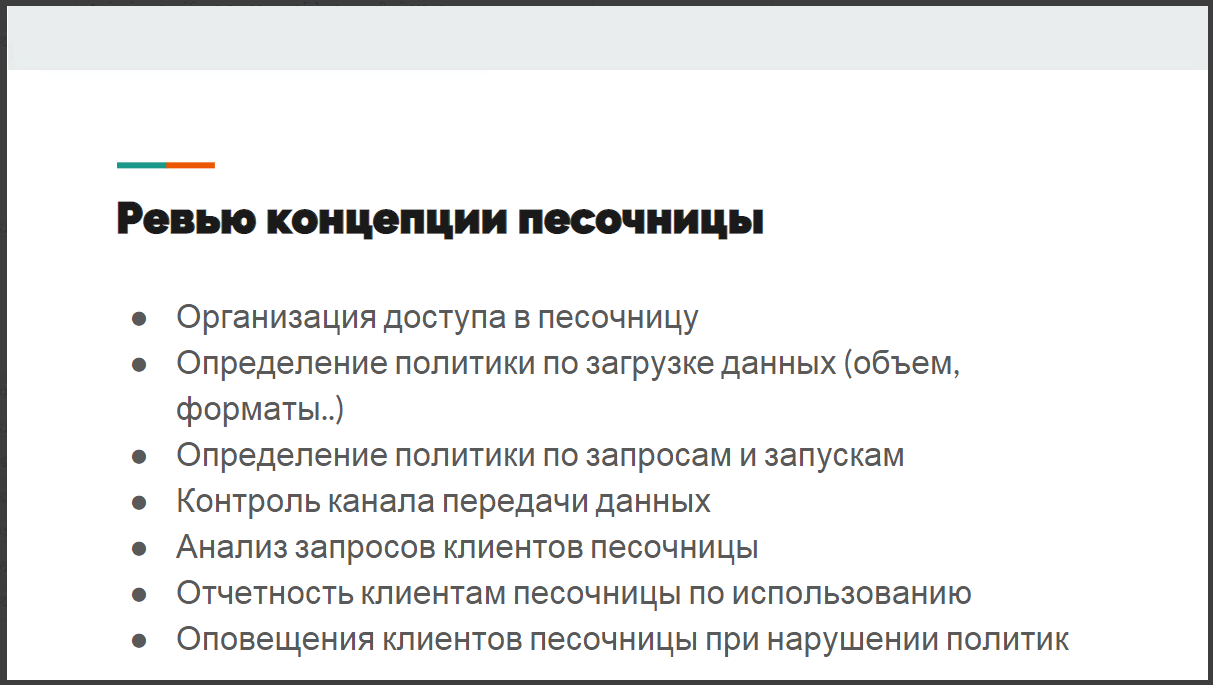 Ревью концепции песочницы
● Организация доступа в песочницу
● Определение политики по загрузке данных (объем,
форматы..)
● Определение политики по запросам и запускам
● Контроль канала передачи данных
● Анализ запросов клиентов песочницы
● Отчетность клиентам песочницы по использованию
● Оповещения клиентов песочницы при нарушении политик